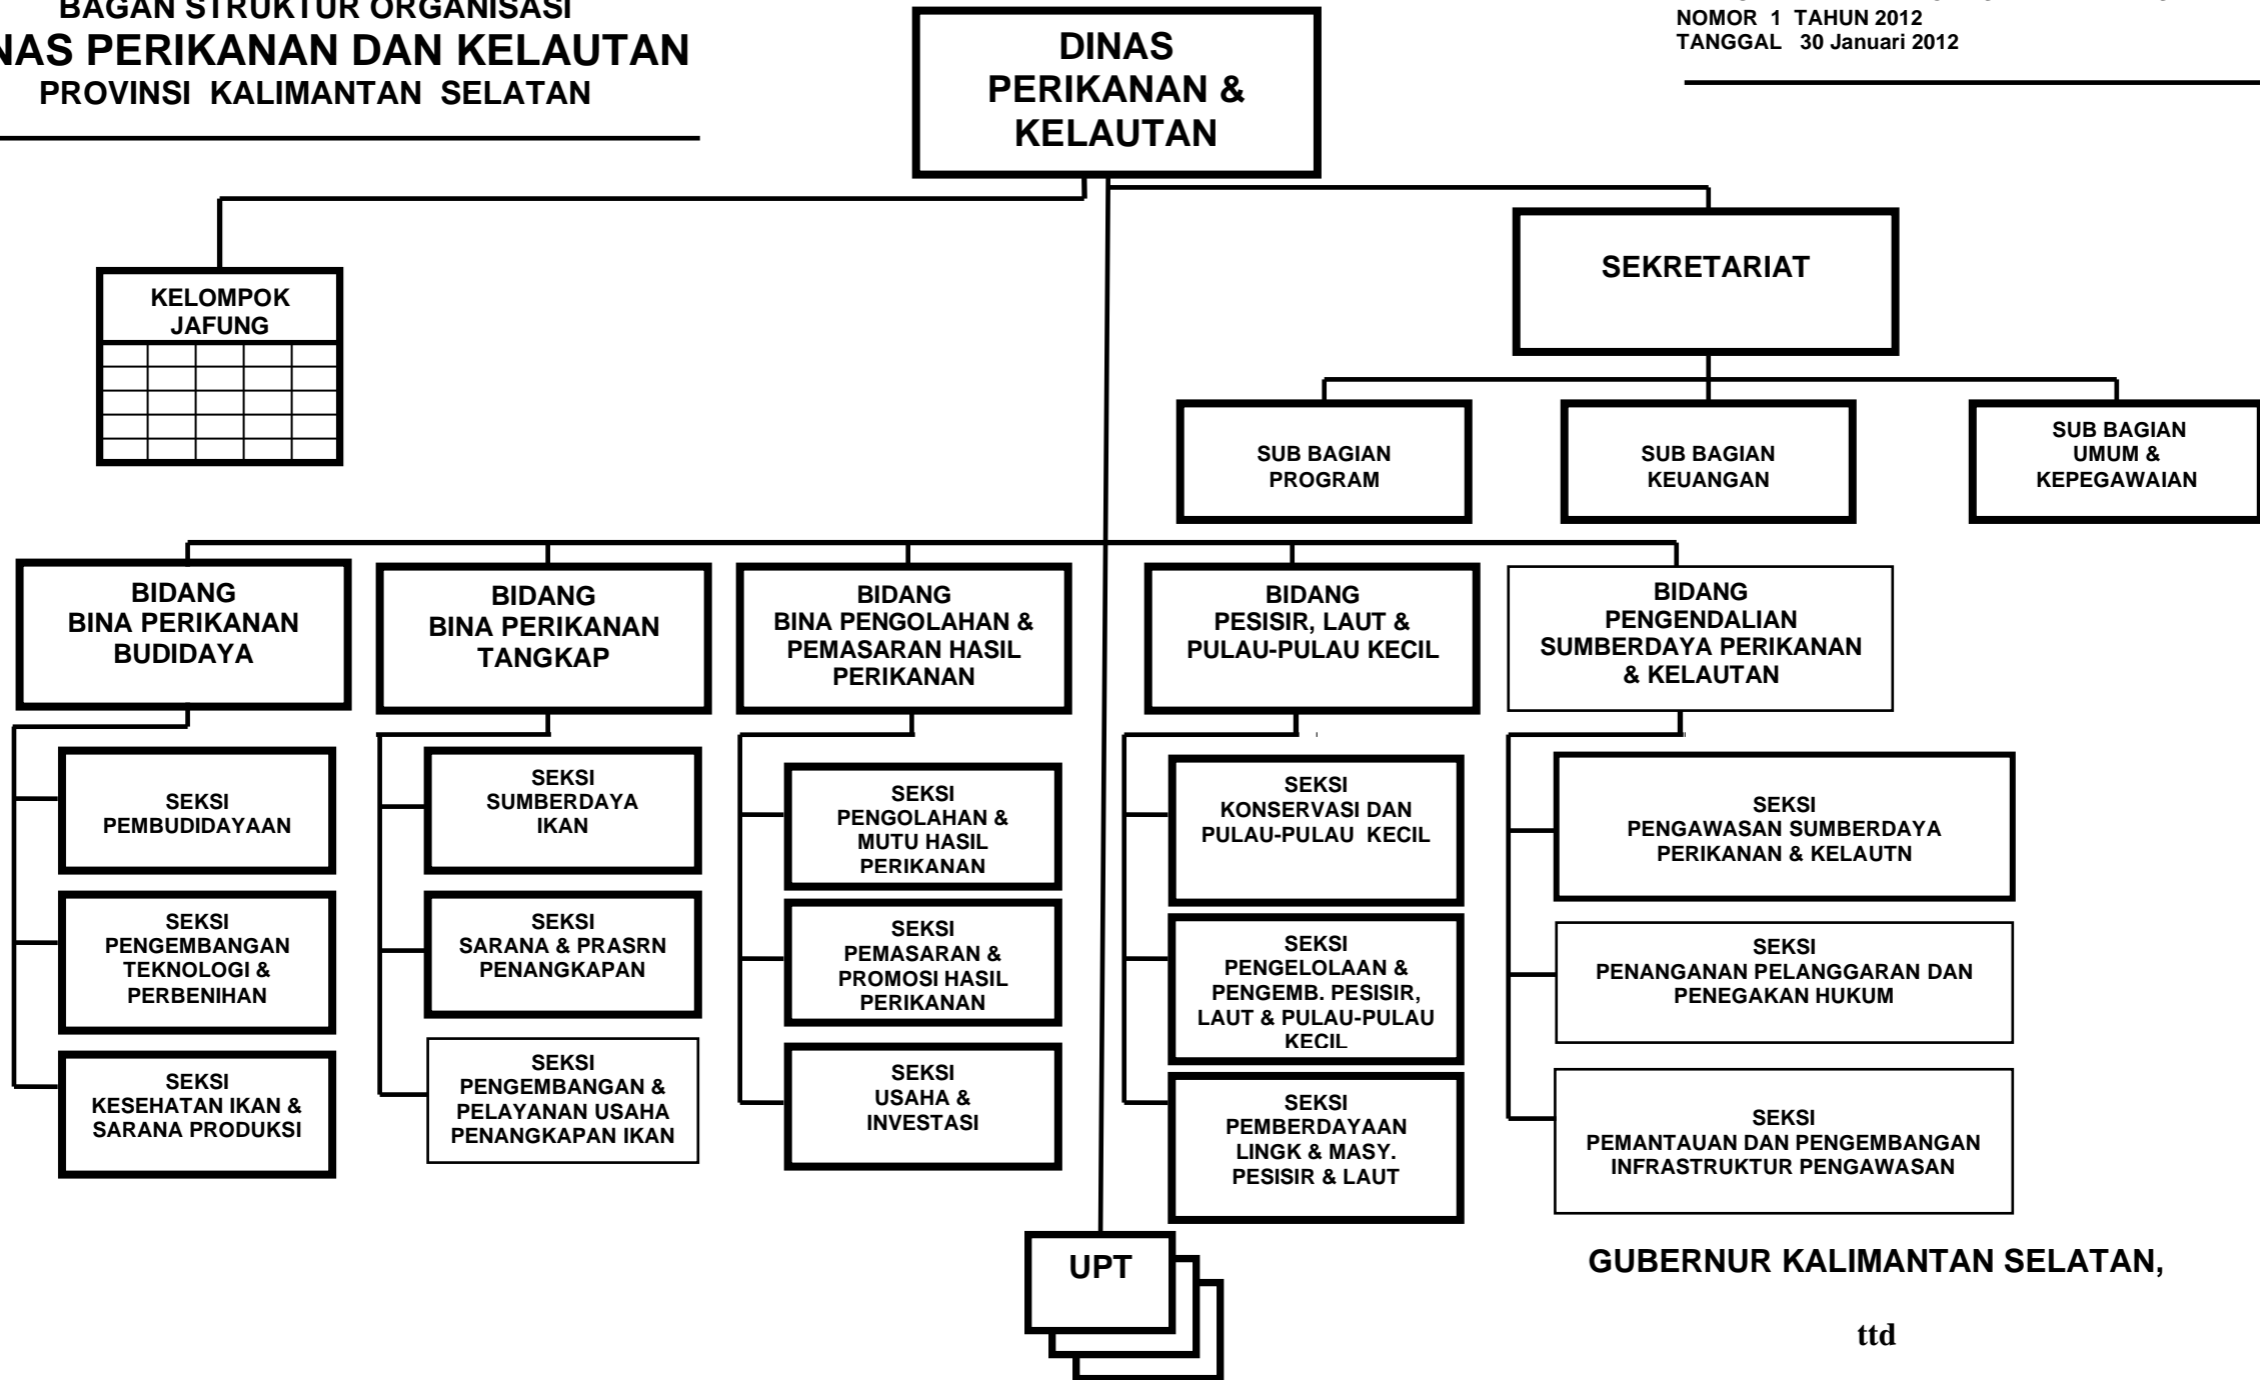 BAGAN STRUKTUR ORGANISASI
NAS PERIKANAN DAN KELAUTAN
PROVINSI KALIMANTAN SELATAN
DINAS
PERIKANAN &
KELAUTAN
NOMOR 1 TAHUN 2012
TANGGAL 30 Januari 2012
KELOMPOK
JAFUNG
SEKRETARIAT
SUB BAGIAN
PROGRAM
SUB BAGIAN
KEUANGAN
SUB BAGIAN
UMUM &
KEPEGAWAIAN
BIDANG
BINA PERIKANAN
BUDIDAYA
BIDANG
BINA PERIKANAN
TANGKAP
BIDANG
BINA PENGOLAHAN &
PEMASARAN HASIL
PERIKANAN
BIDANG
PESISIR, LAUT &
PULAU-PULAU KECIL
BIDANG
PENGENDALIAN
SUMBERDAYA PERIKANAN
& KELAUTAN
SEKSI
PEMBUDIDAYAAN
SEKSI
PENGEMBANGAN
TEKNOLOGI &
PERBENIHAN
SEKSI
KESEHATAN IKAN &
SARANA PRODUKSI
SEKSI
SUMBERDAYA
IKAN
SEKSI
SARANA & PRASRN
PENANGKAPAN
SEKSI
PENGEMBANGAN &
PELAYANAN USAHA
PENANGKAPAN IKAN
SEKSI
PENGOLAHAN &
MUTU HASIL
PERIKANAN
SEKSI
PEMASARAN &
PROMOSI HASIL
PERIKANAN
SEKSI
USAHA &
INVESTASI
SEKSI
KONSERVASI DAN
PULAU-PULAU KECIL
SEKSI
PENGELOLAAN &
PENGEMB. PESISIR,
LAUT & PULAU-PULAU
KECIL
SEKSI
PEMBERDAYAAN
LINGK & MASY.
PESISIR & LAUT
SEKSI
PENGAWASAN SUMBERDAYA
PERIKANAN & KELAUTN
SEKSI
PENANGANAN PELANGGARAN DAN
PENEGAKAN HUKUM
SEKSI
PEMANTAUAN DAN PENGEMBANGAN
INFRASTRUKTUR PENGAWASAN
UPT
GUBERNUR KALIMANTAN SELATAN,
ttd